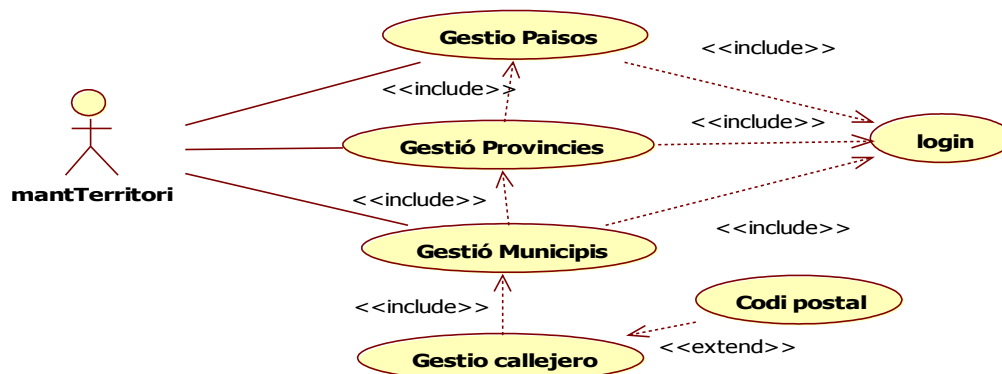 Gestio Paisos
<<include>>
<<include>>
<<include>>
Gestió Provincies
login
mantTerritori
<<include>>
Gestió Municipis
<<include>>
<<include>>
Codi postal
Gestio callejero
<<extend>>